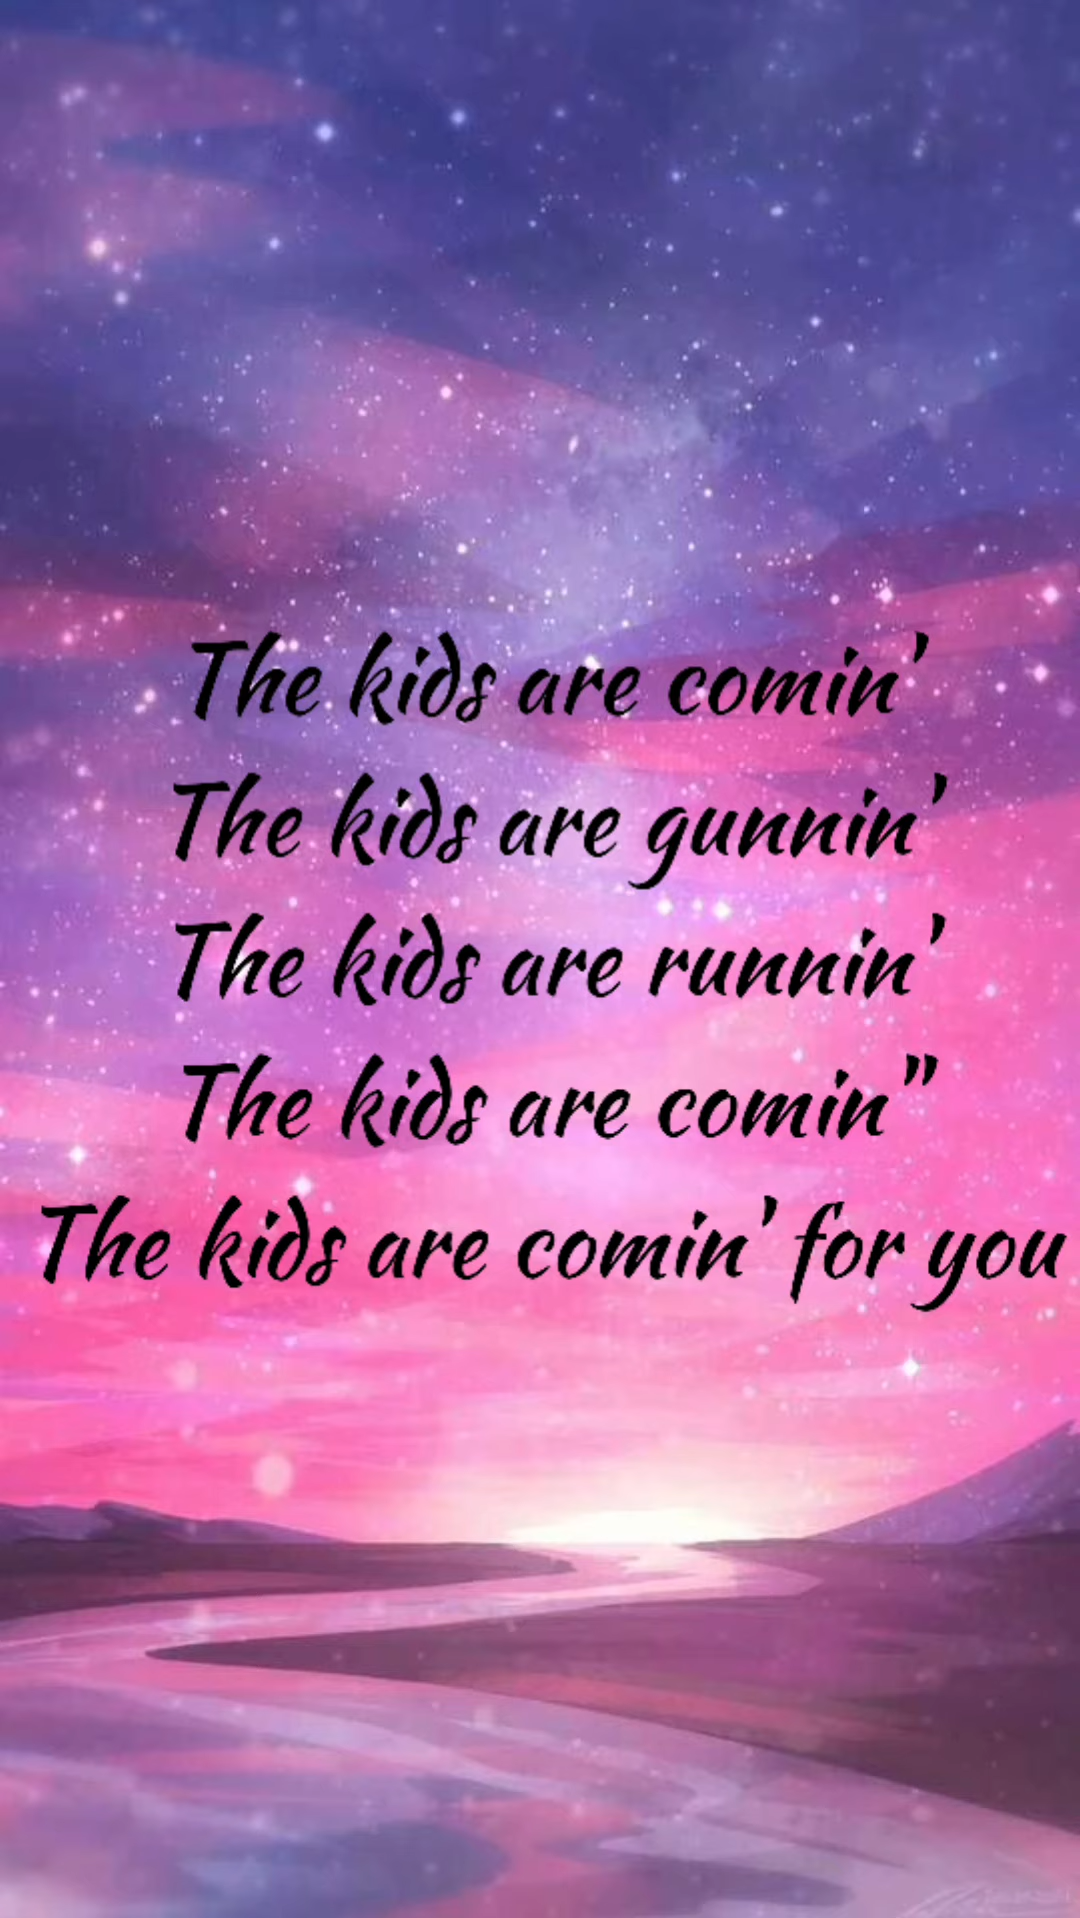 The kids are comin'
The kids are gunnin'
The kids are runnin'
The kids are comin"
The kids are comin' for you